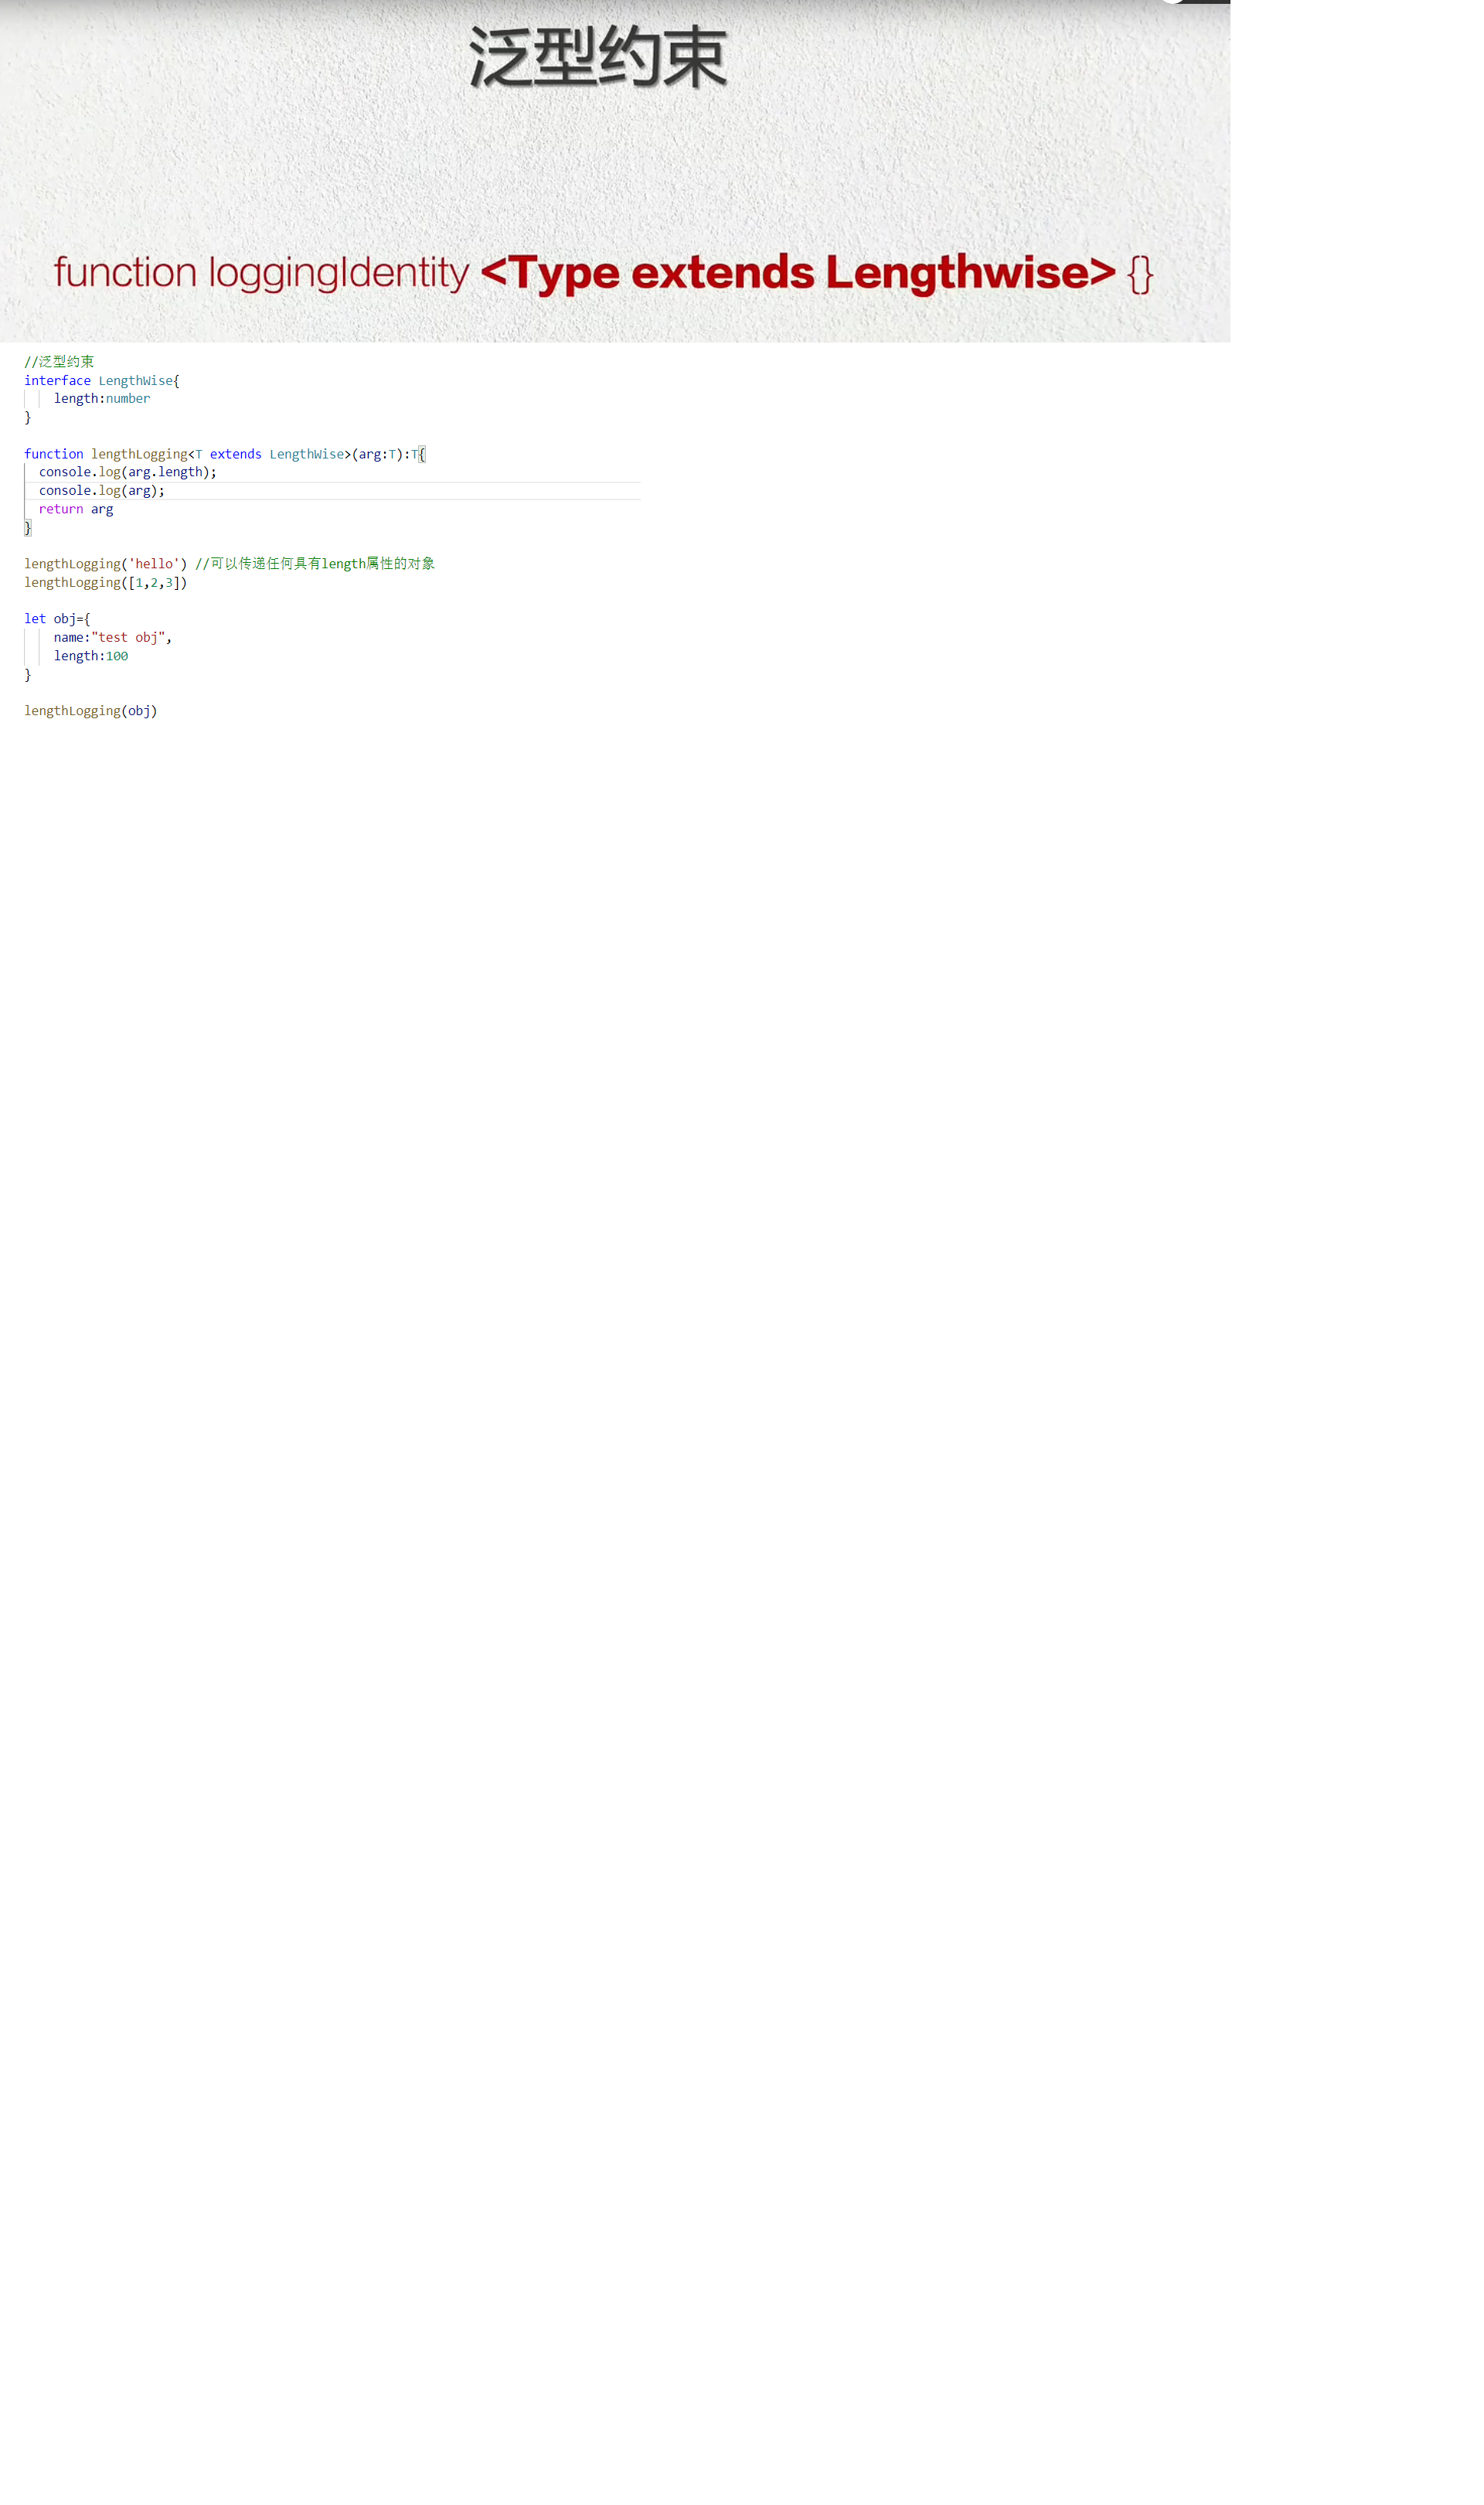 泛型约束
function loggingIdentity <Type extends Lengthwise> {}
//泛型约束
interface LengthWise{
length:number
}
function lengthLogging<T extends LengthWise>(arg:T):T{
console.log(arg.length);
console.log(arg);
return arg
}
lengthLogging('hello') //可以传递任何具有length属性的对象
lengthLogging([1,2,3])
let obj={
name:"test obj",
length:100
}
lengthLogging(obj)